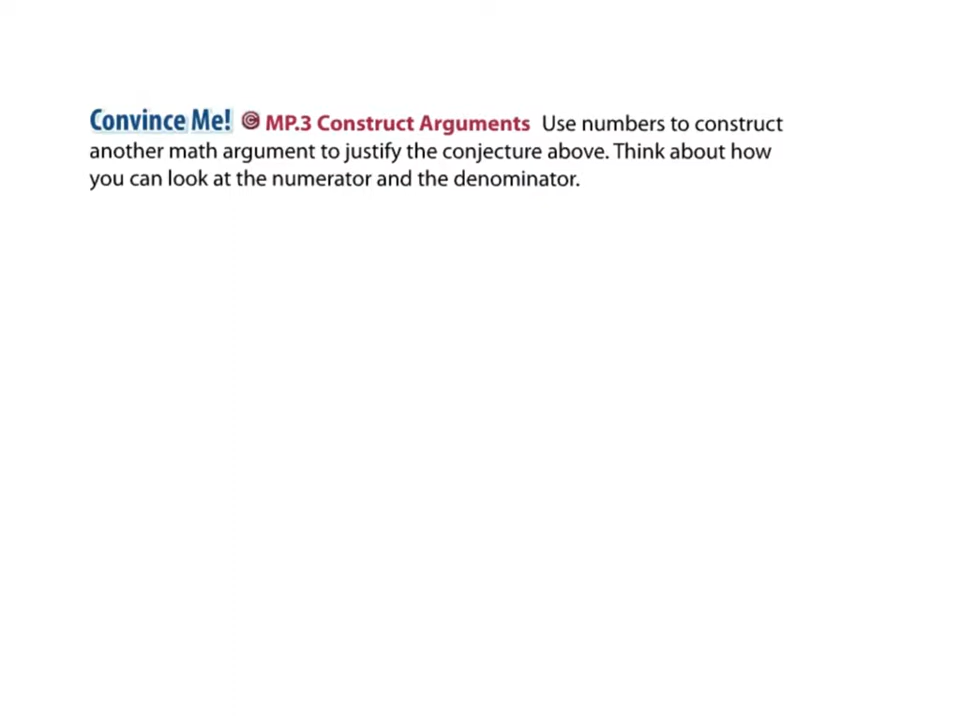 Convince Me! © MP.3 Construct Arguments Use numbers to construct
another math argument to justify the conjecture above. Think about how
you can look at the numerator and the denominator.